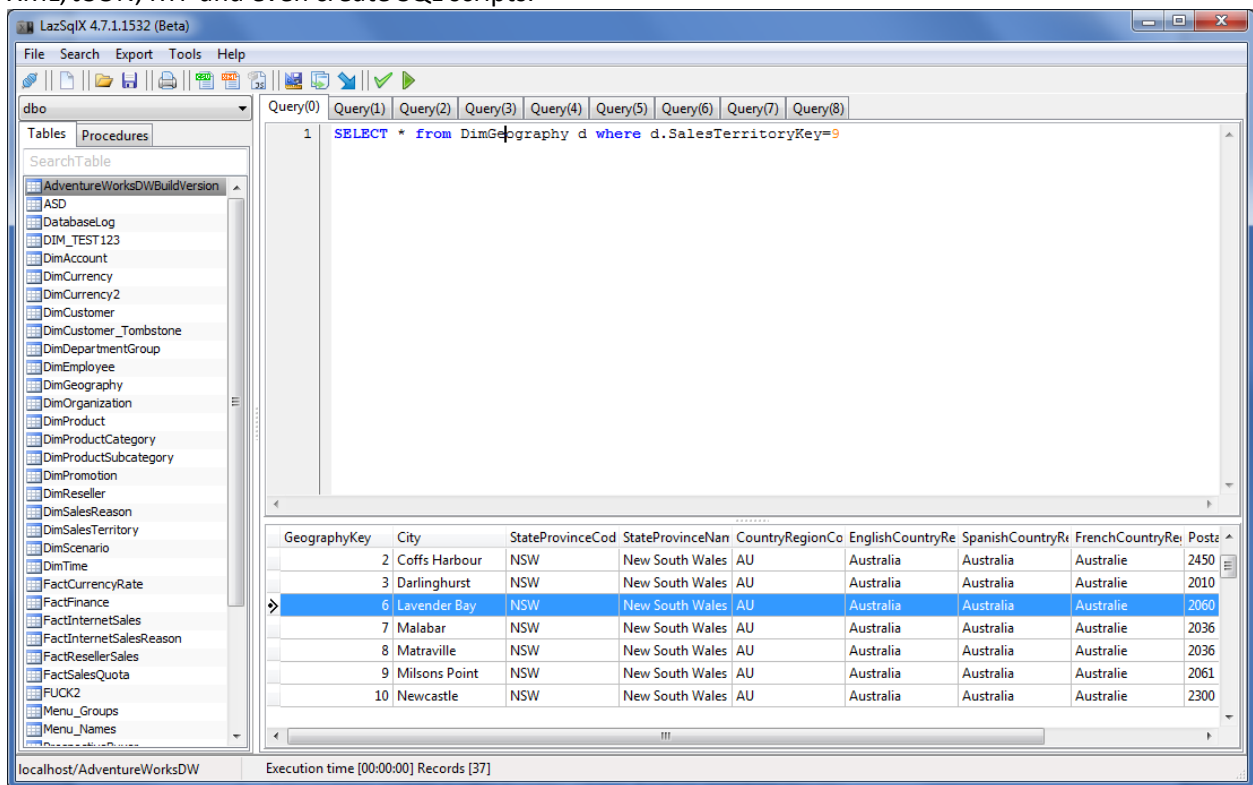 LazSqlX 4.7.1.1532 (Beta)
File Search Export Tools Help
dbo
Query(0) Query(1) Query(2) Query(3) Query(4) Query(5) Query(6) Query(7) Query(8)
Tables Procedures
1 SELECT * from DimGeography d where d.SalesTerritoryKey=9
SearchTable
AdventureWorksDWBuildVersion
ASD
DatabaseLog
DIM_TEST123
DimAccount
DimCurrency
DimCurrency2
DimCustomer
DimCustomer_Tombstone
DimDepartmentGroup
DimEmployee
DimGeography
DimOrganization
DimProduct
DimProductCategory
DimProductSubcategory
DimPromotion
DimReseller
DimSalesReason
DimSalesTerritory
DimScenario
DimTime
FactCurrencyRate
FactFinance
FactInternetSales
FactInternetSalesReason
FactResellerSales
FactSalesQuota
FUCK2
Menu_Groups
Menu_Names
GeographyKey City StateProvinceCod StateProvinceNam CountryRegionCo EnglishCountryRe SpanishCountryRe FrenchCountryRe Posta
2 Coffs Harbour NSW New South Wales AU Australia Australia Australie 2450
3 Darlinghurst NSW New South Wales AU Australia Australia Australie 2010
6 Lavender Bay NSW New South Wales AU Australia Australia Australie 2060
7 Malabar NSW New South Wales AU Australia Australia Australie 2036
8 Matraville NSW New South Wales AU Australia Australia Australie 2036
9 Milsons Point NSW New South Wales AU Australia Australia Australie 2061
10 Newcastle NSW New South Wales AU Australia Australia Australie 2300
localhost/AdventureWorksDW Execution time [00:00:00] Records [37]